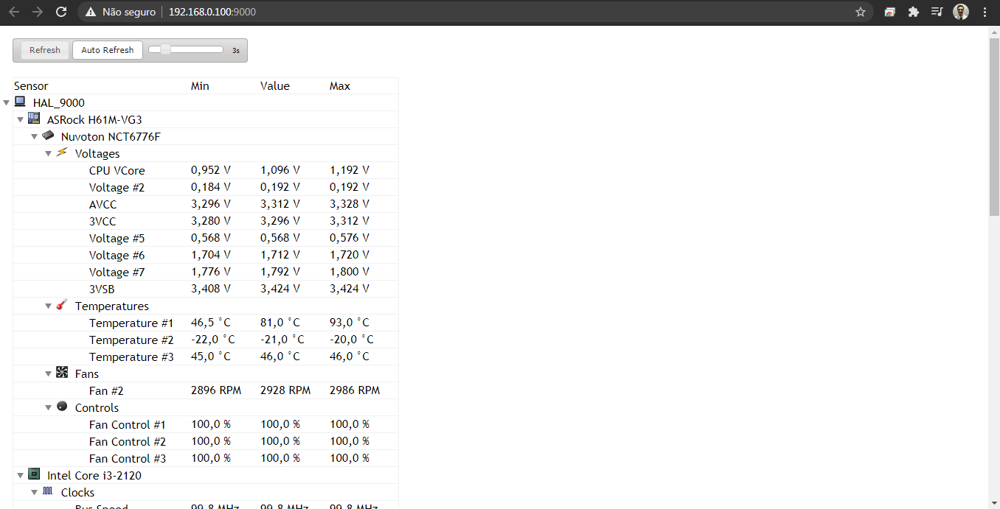 Não seguro 192.168.0.100:9000
Refresh Auto Refresh 3s
Sensor Min Value Max
HAL_9000
ASRock H61M-VG3
Nuvoton NCT6776F
Voltages
CPU VCore 0,952 V 1,096 V 1,192 V
Voltage #2 0,184 V 0,192 V 0,192 V
AVCC 3,296 V 3,312 V 3,328 V
3VCC 3,280 V 3,296 V 3,312 V
Voltage #5 0,568 V 0,568 V 0,576 V
Voltage #6 1,704 V 1,712 V 1,720 V
Voltage #7 1,776 V 1,792 V 1,800 V
3VSB 3,408 V 3,424 V 3,424 V
Temperatures
Temperature #1 46,5 °C 81,0 °C 93,0 °C
Temperature #2 -22,0 °C -21,0 °C -20,0 °C
Temperature #3 45,0 °C 46,0 °C 46,0 °C
Fans
Fan #2 2896 RPM 2928 RPM 2986 RPM
Controls
Fan Control #1 100,0 % 100,0 % 100,0 %
Fan Control #2 100,0 % 100,0 % 100,0 %
Fan Control #3 100,0 % 100,0 % 100,0 %
Intel Core i3-2120
Clocks
Bus Speed 99,8 MHz 99,8 MHz 99,8 MHz